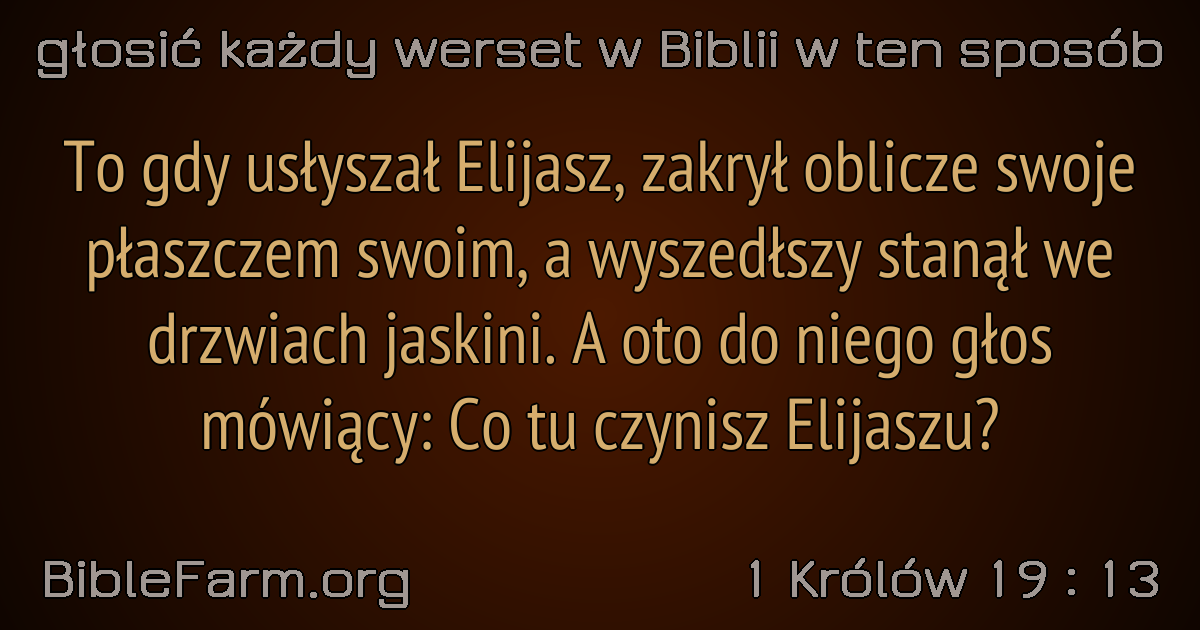 głosić każdy werset w Biblii w ten sposób
To gdy usłyszał Elijasz, zakrył oblicze swoje
płaszczem swoim, a wyszedłszy stanął we
drzwiach jaskini. A oto do niego głos
mówiący: Co tu czynisz Elijaszu?
BibleFarm.org
1 Królów 19 : 13